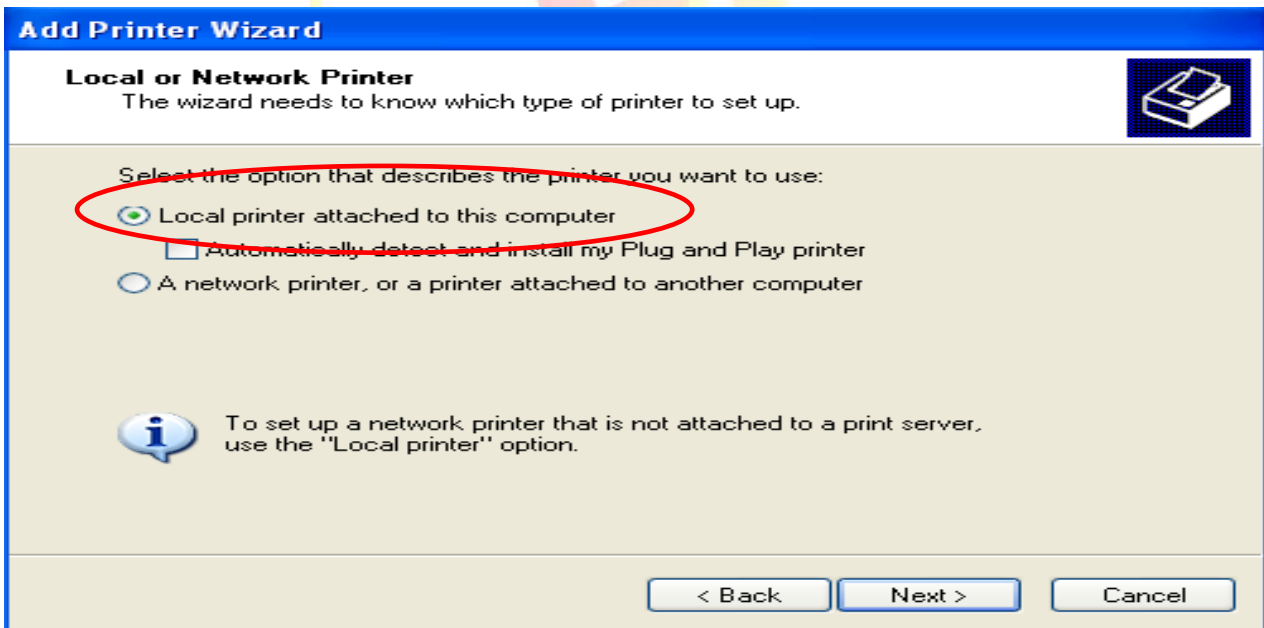 Add Printer Wizard
Local or Network Printer
The wizard needs to know which type of printer to set up.
Select the option that describes the printer you want to use:
Local printer attached to this computer
Automatically detect and install my Plug and Play printer
A network printer, or a printer attached to another computer
To set up a network printer that is not attached to a print server,
use the "Local printer" option.
< Back Next > Cancel